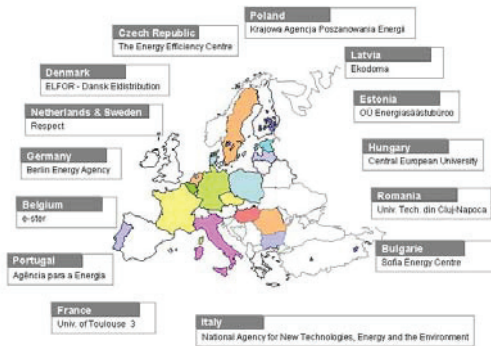 Poland
Krajowa Agencja Poszanowania Energii
Czech Republic
The Energy Efficiency Centre
Latvia
Ekodoma
Denmark
ELFOR - Dansk Eldistribution
Estonia
OÜ Energiasäästubüroo
Netherlands & Sweden
Respect
Hungary
Central European University
Germany
Berlin Energy Agency
Romania
Univ. Tech. din Cluj-Napoca
Belgium
e-ster
Bulgarie
Sofia Energy Centre
Portugal
Agência para a Energia
France
Univ. of Toulouse 3
Italy
National Agency for New Technologies, Energy and the Environment